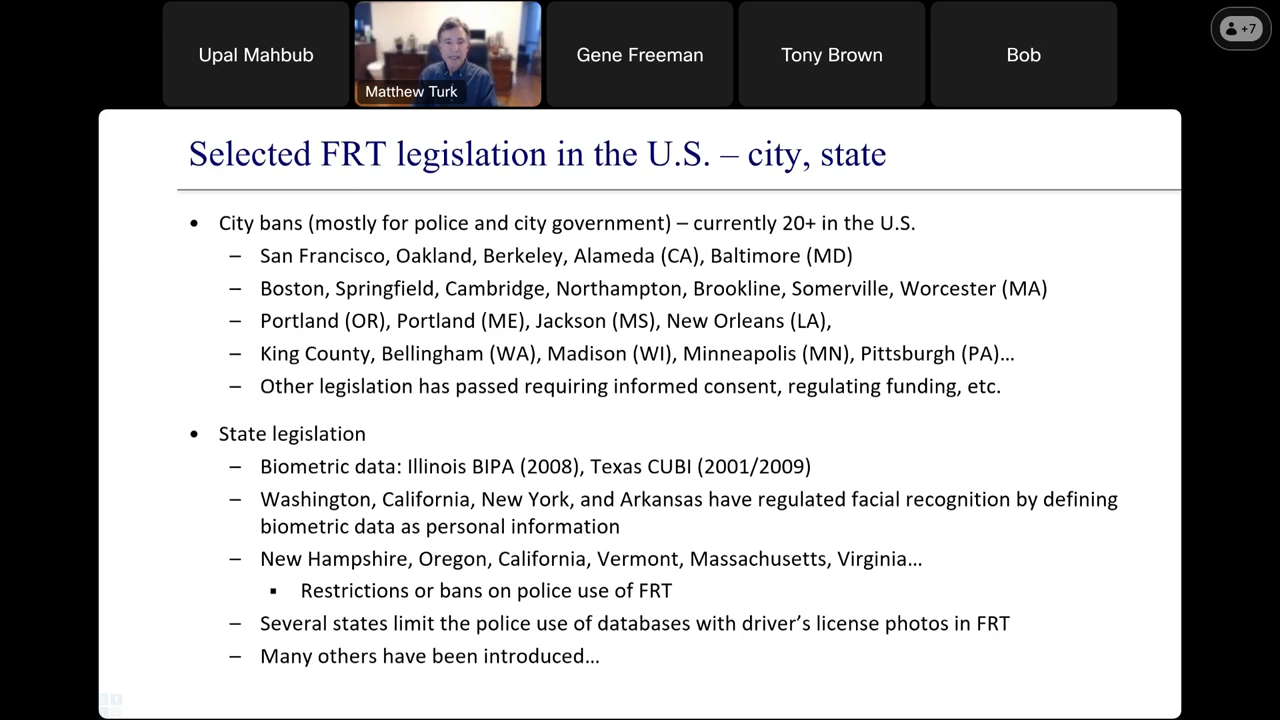 Upal Mahbub
Matthew Turk
Gene Freeman
Tony Brown
Bob
+7
Selected FRT legislation in the U.S. – city, state
• City bans (mostly for police and city government) – currently 20+ in the U.S.
– San Francisco, Oakland, Berkeley, Alameda (CA), Baltimore (MD)
– Boston, Springfield, Cambridge, Northampton, Brookline, Somerville, Worcester (MA)
– Portland (OR), Portland (ME), Jackson (MS), New Orleans (LA),
– King County, Bellingham (WA), Madison (WI), Minneapolis (MN), Pittsburgh (PA)…
– Other legislation has passed requiring informed consent, regulating funding, etc.
• State legislation
– Biometric data: Illinois BIPA (2008), Texas CUBI (2001/2009)
– Washington, California, New York, and Arkansas have regulated facial recognition by defining
biometric data as personal information
– New Hampshire, Oregon, California, Vermont, Massachusetts, Virginia…
▪ Restrictions or bans on police use of FRT
– Several states limit the police use of databases with driver’s license photos in FRT
– Many others have been introduced…